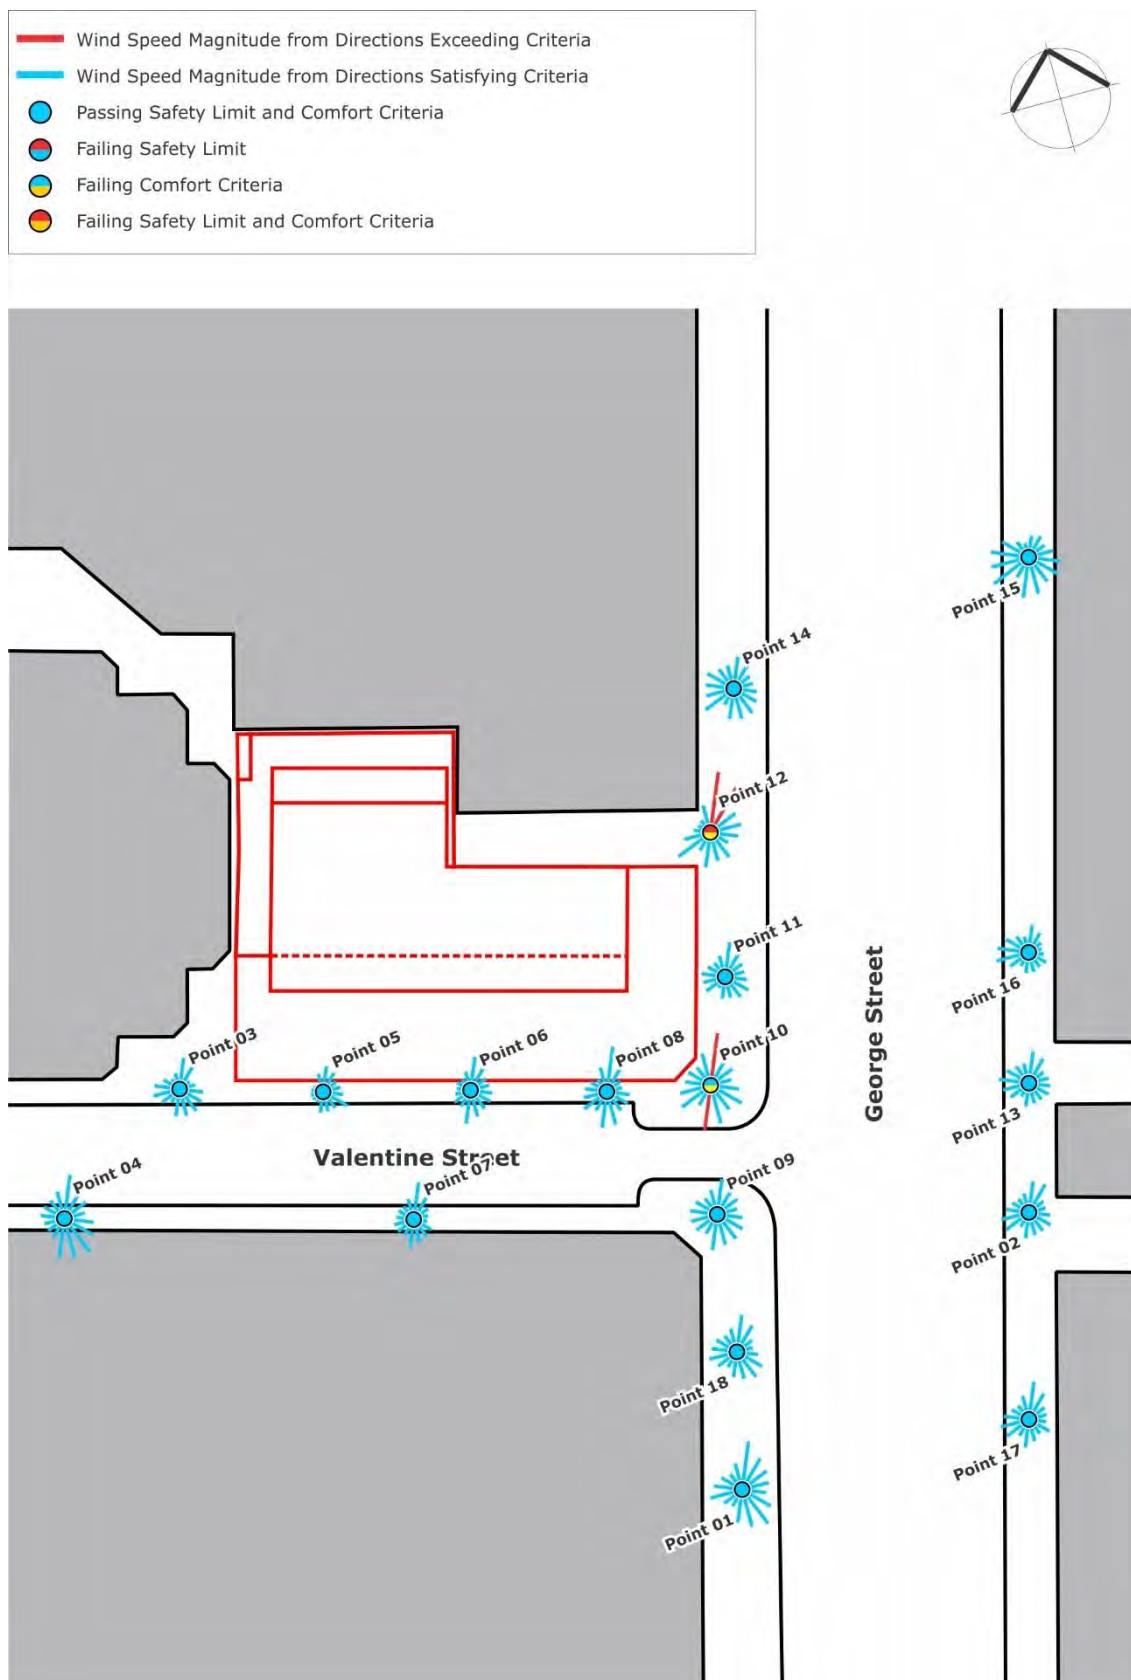 Wind Speed Magnitude from Directions Exceeding Criteria
Wind Speed Magnitude from Directions Satisfying Criteria
Passing Safety Limit and Comfort Criteria
Failing Safety Limit
Failing Comfort Criteria
Failing Safety Limit and Comfort Criteria
Point 15
Point 14
Point 12
Point 11
Point 16
George Street
Point 03
Point 05
Point 06
Point 08
Point 10
Point 13
Valentine Street
Point 04
Point 07
Point 09
Point 02
Point 18
Point 17
Point 01